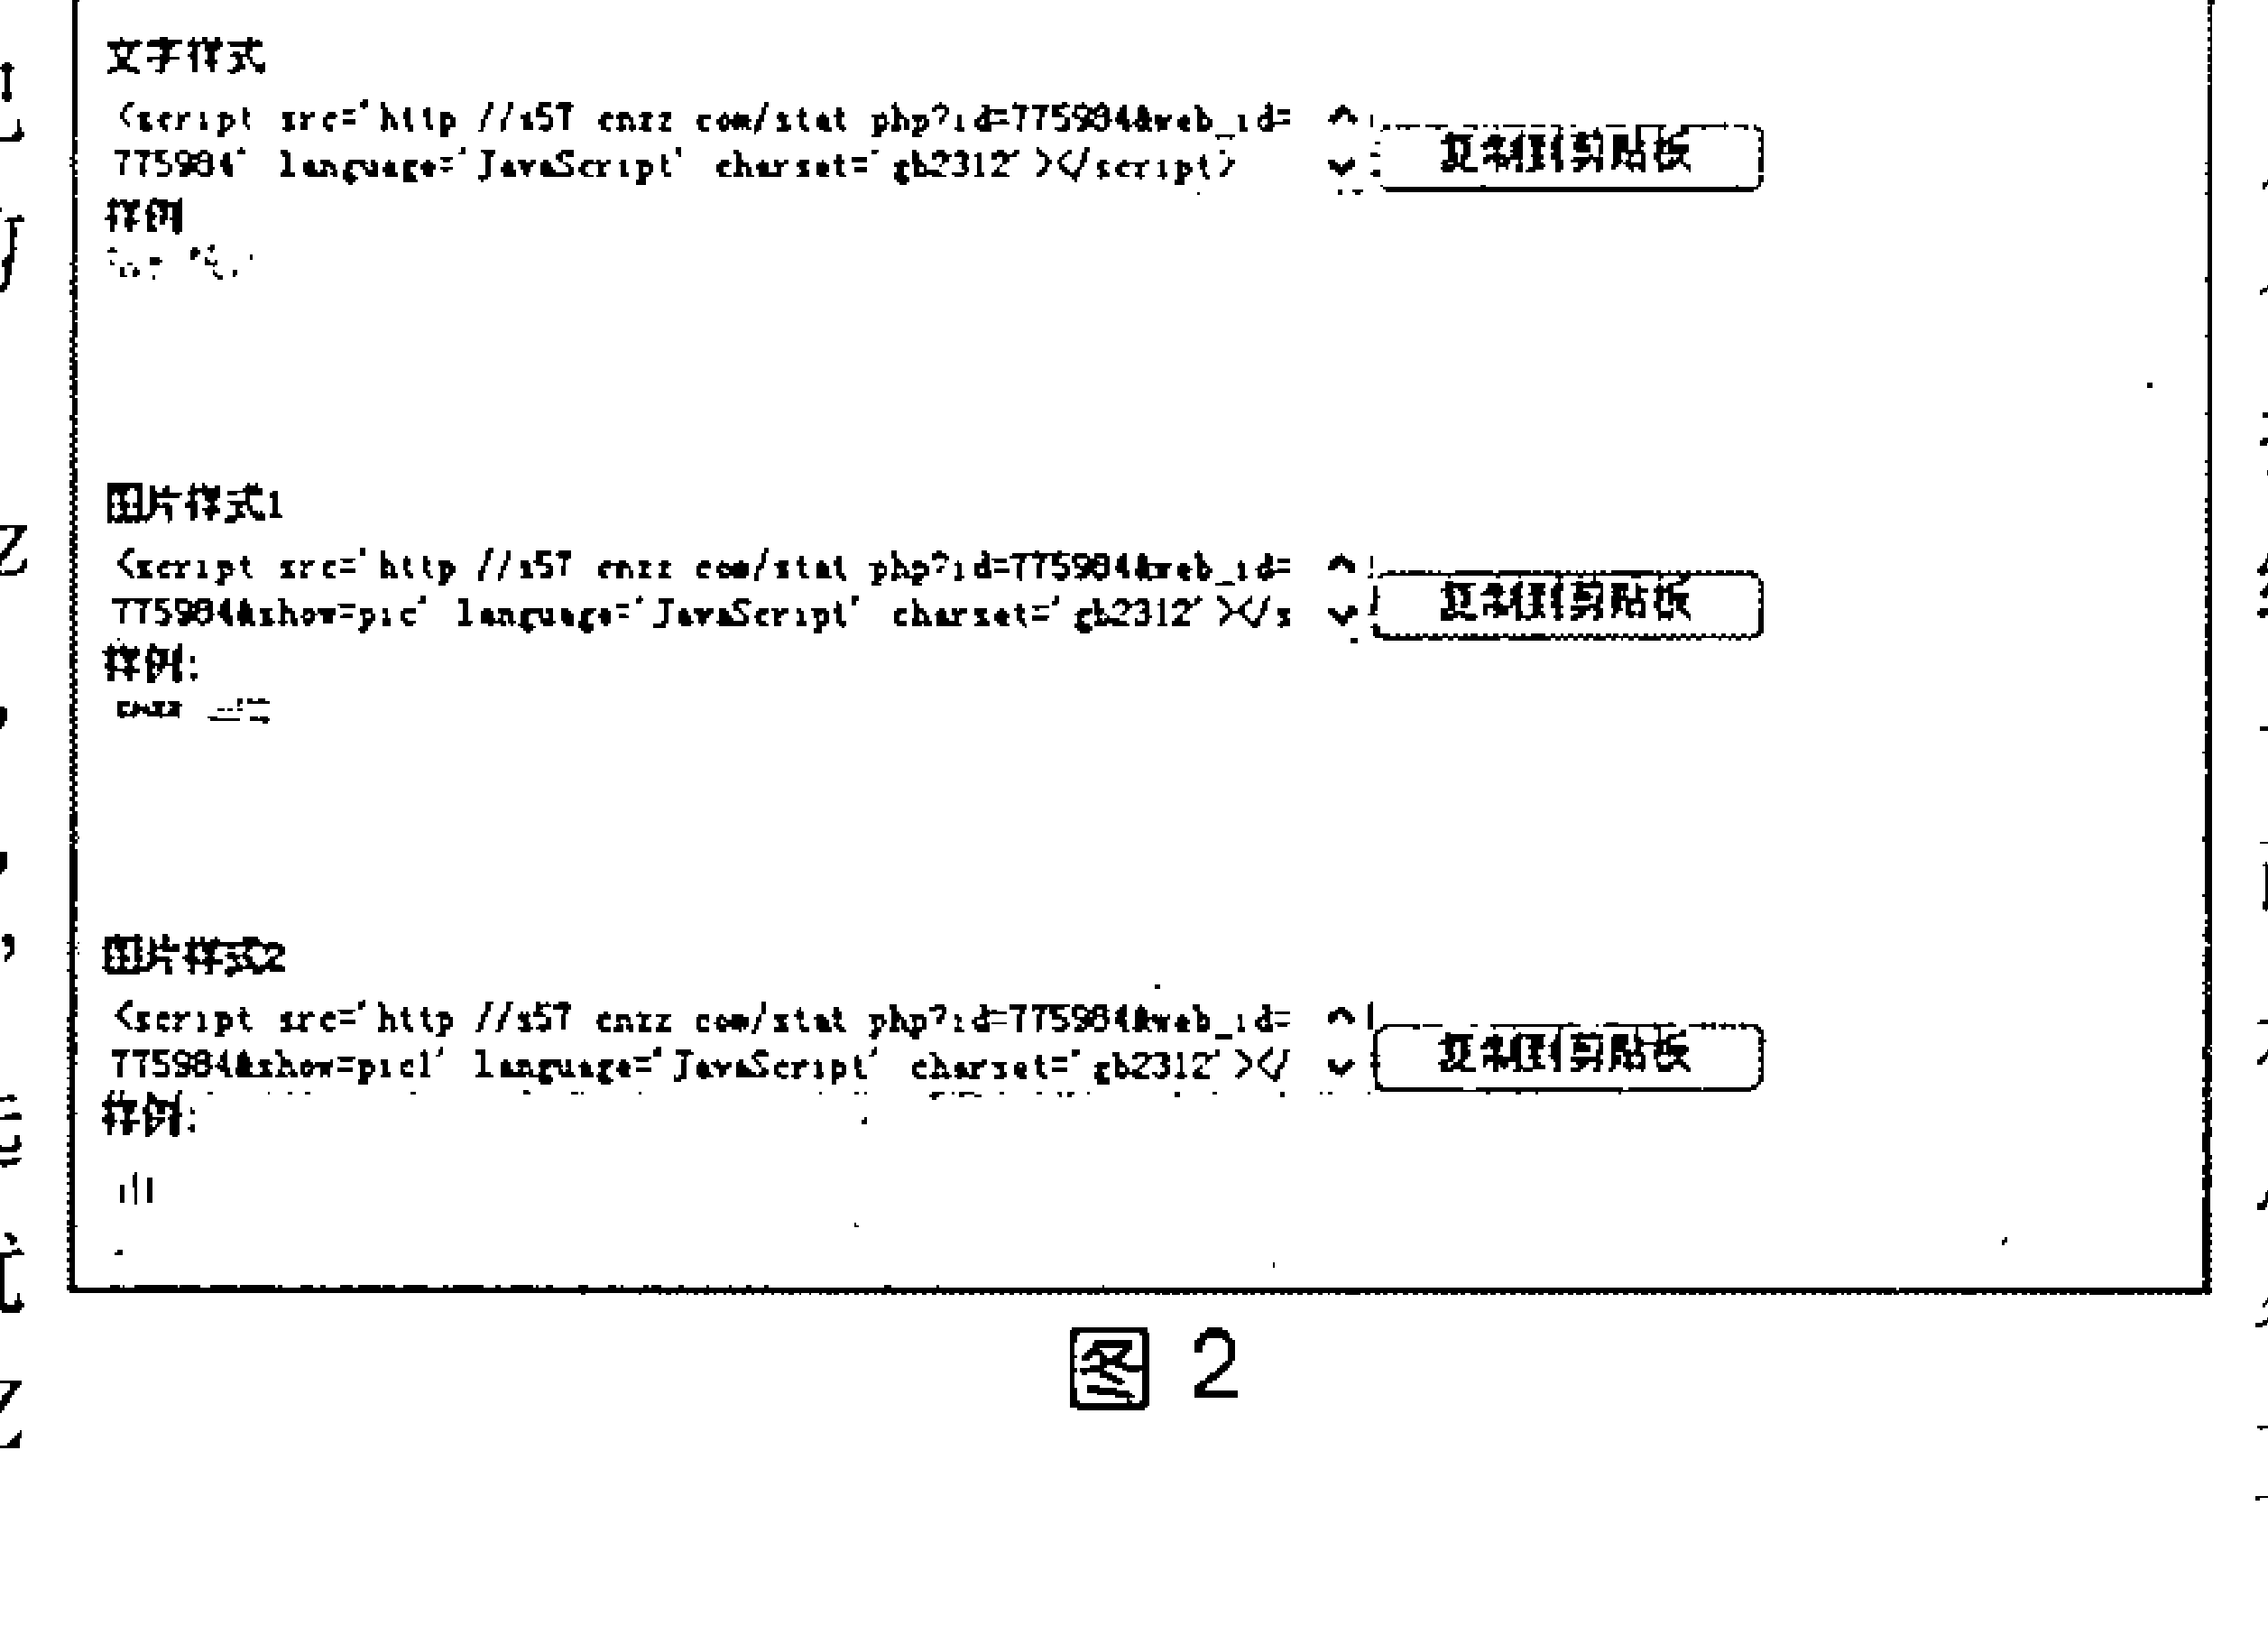 文字样式
<script src='http //s57 cnzz com/stat php?id=775984&web_id=
775984' language='JavaScript' charset='gb2312'></script>
复制到剪贴板
样例
图片样式1
<script src='http //s57 cnzz com/stat php?id=775984&web_id=
775984&show=pic' language='JavaScript' charset='gb2312'></s
复制到剪贴板
样例:
cnzz
图片样式2
<script src='http //s57 cnzz com/stat php?id=775984&web_id=
775984&show=pic1' language='JavaScript' charset='gb2312'></
复制到剪贴板
样例:
图 2